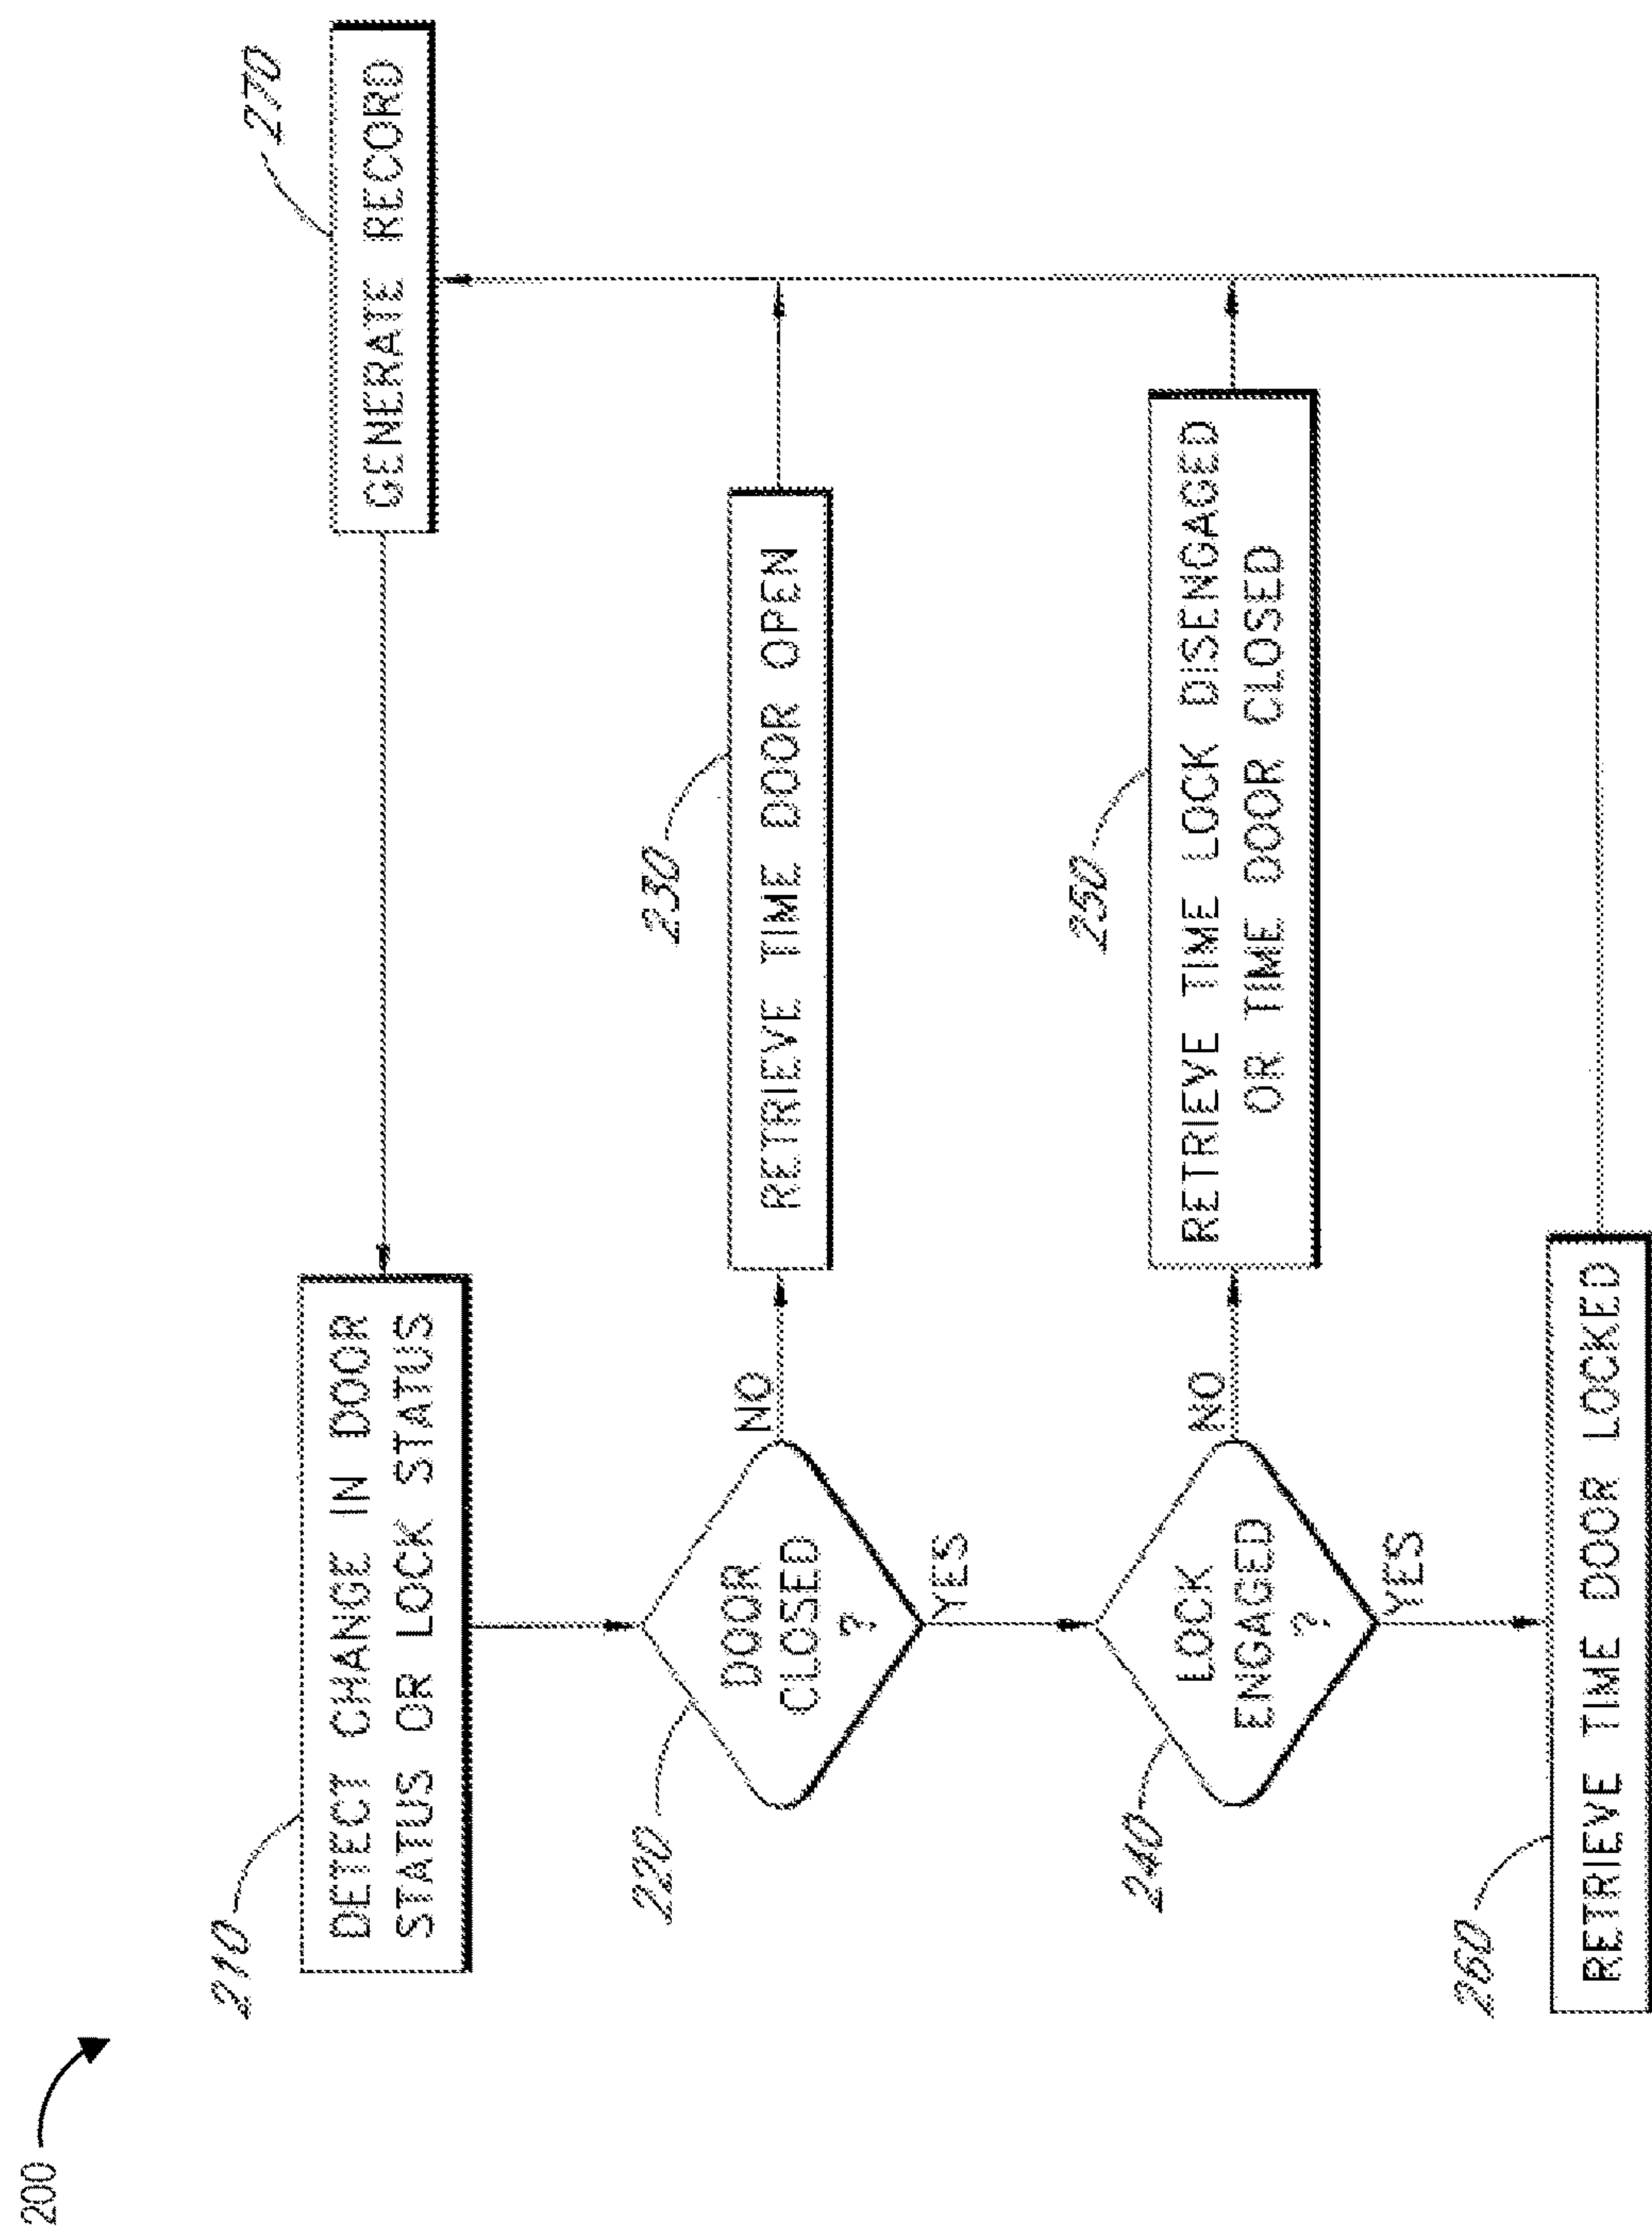 200
210
DETECT CHANGE IN DOOR
STATUS OR LOCK STATUS
270
GENERATE RECORD
220
DOOR
CLOSED
?
NO
YES
230
RETRIEVE TIME DOOR OPEN
240
LOCK
ENGAGED
?
NO
YES
250
RETRIEVE TIME LOCK DISENGAGED
OR TIME DOOR CLOSED
260
RETRIEVE TIME DOOR LOCKED